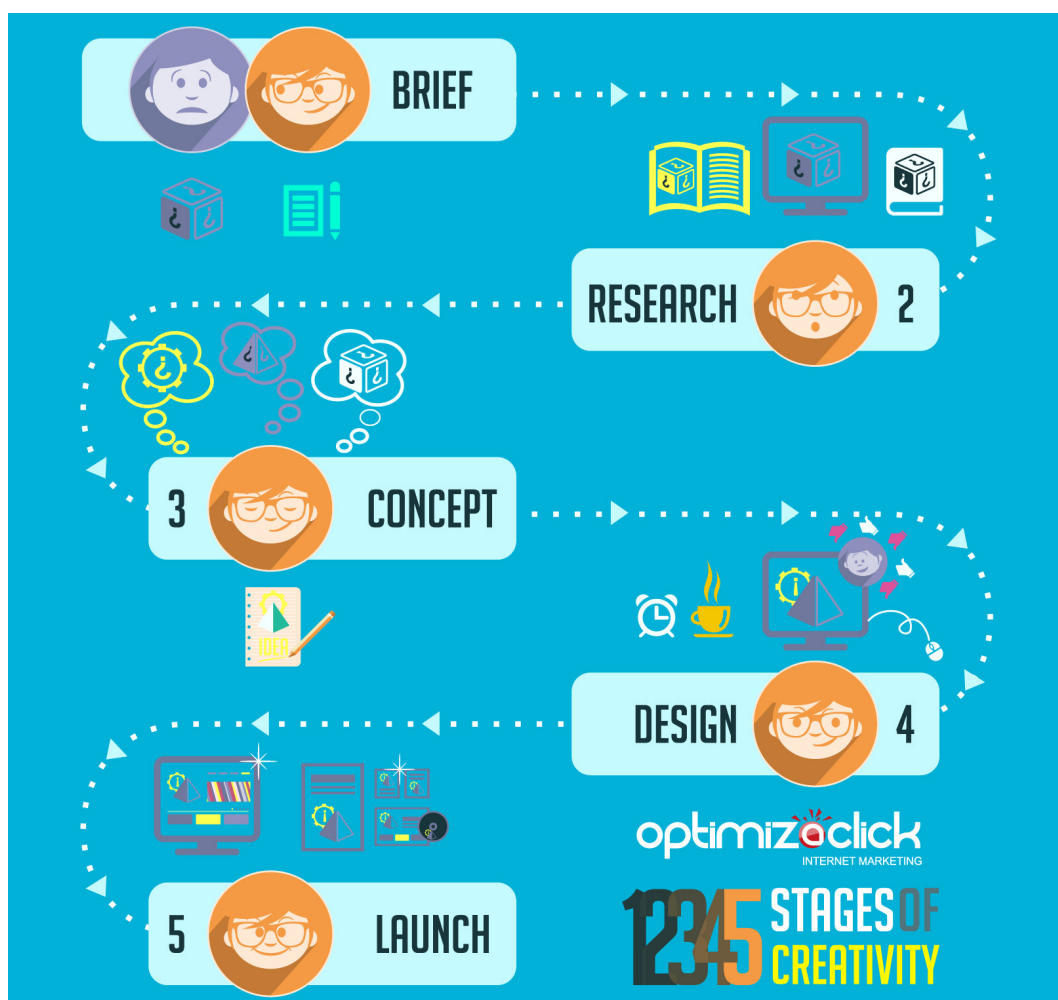 BRIEF
RESEARCH 2
3 CONCEPT
IDEA
DESIGN 4
5 LAUNCH
optimizaclick
INTERNET MARKETING
12345 STAGES OF
CREATIVITY